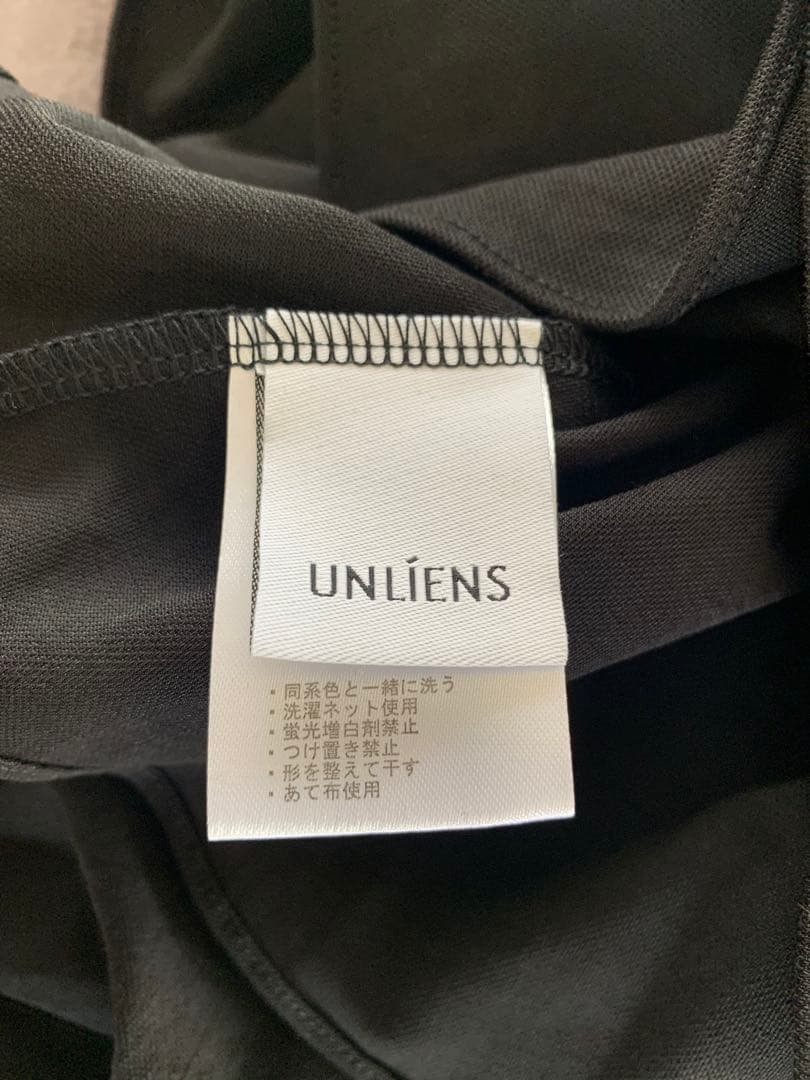 UNLÍENS
・同系色と一緒に洗う
・洗濯ネット使用
・蛍光増白剤禁止
・つけ置き禁止
・形を整えて干す
・あて布使用